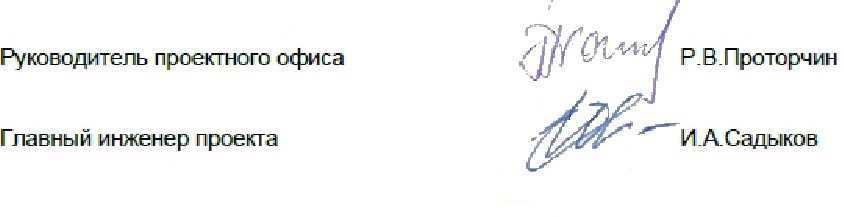 Руководитель проектного офиса Р.В.Проторчин
Главный инженер проекта И.А.Садыков